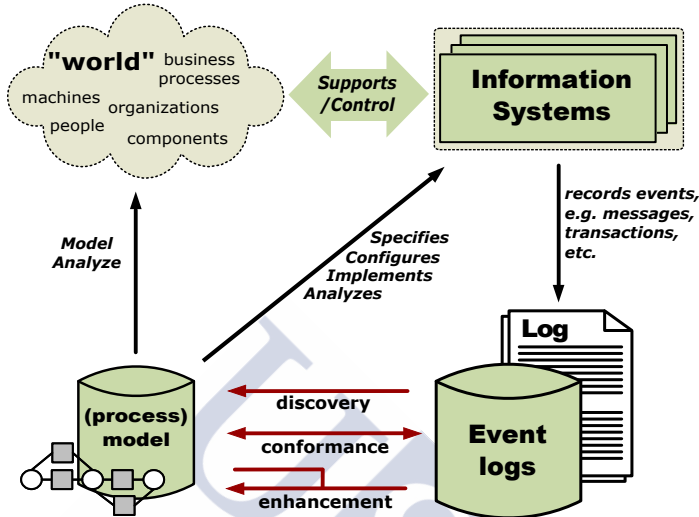 "world" business
processes
machines
organizations
people
components
Supports
/Control
Information
Systems
records events,
e.g. messages,
transactions,
etc.
Model
Analyze
Specifies
Configures
Implements
Analyzes
Log
(process)
model
discovery
conformance
enhancement
Event
logs